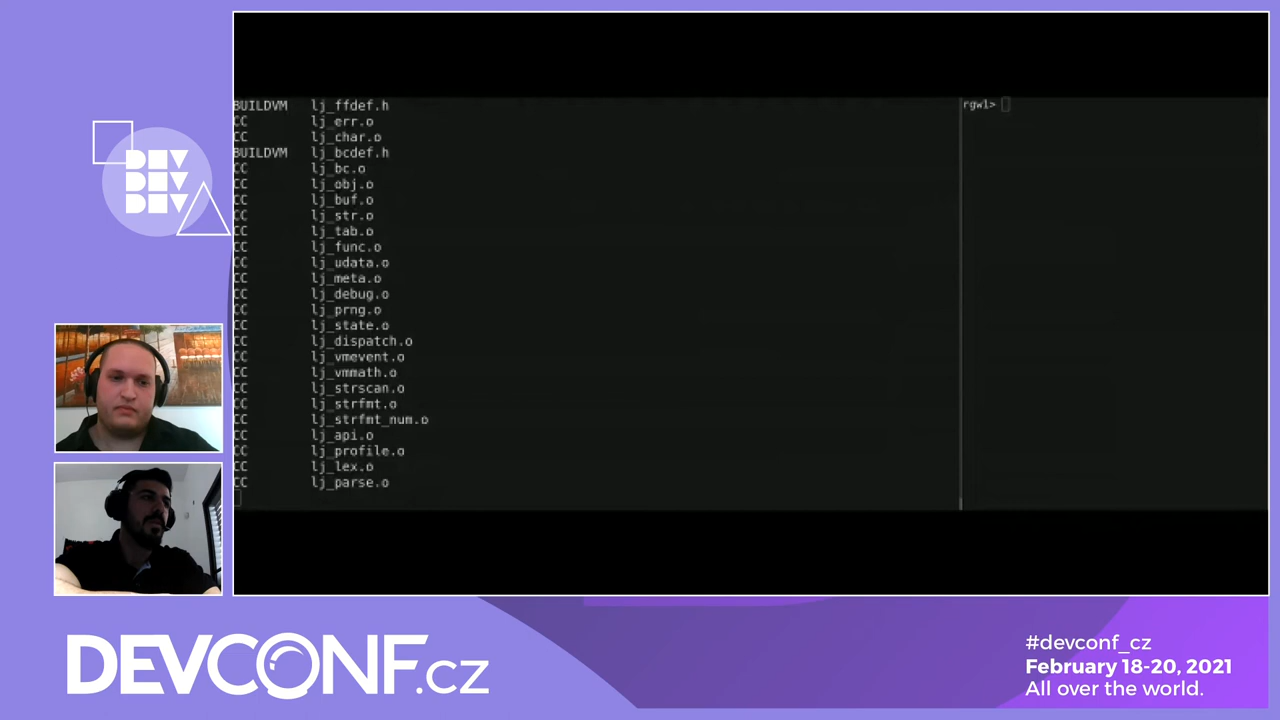 DEV
DEV
DEV
BUILDVM lj_ffdef.h
CC lj_err.o
CC lj_char.o
BUILDVM lj_bcdef.h
CC lj_bc.o
CC lj_obj.o
CC lj_buf.o
CC lj_str.o
CC lj_tab.o
CC lj_func.o
CC lj_udata.o
CC lj_meta.o
CC lj_debug.o
CC lj_prng.o
CC lj_state.o
CC lj_dispatch.o
CC lj_vmevent.o
CC lj_vmmath.o
CC lj_strscan.o
CC lj_strfmt.o
CC lj_strfmt_num.o
CC lj_api.o
CC lj_profile.o
CC lj_lex.o
CC lj_parse.o
rgw1>
DEVCONF.cz
#devconf_cz
February 18-20, 2021
All over the world.